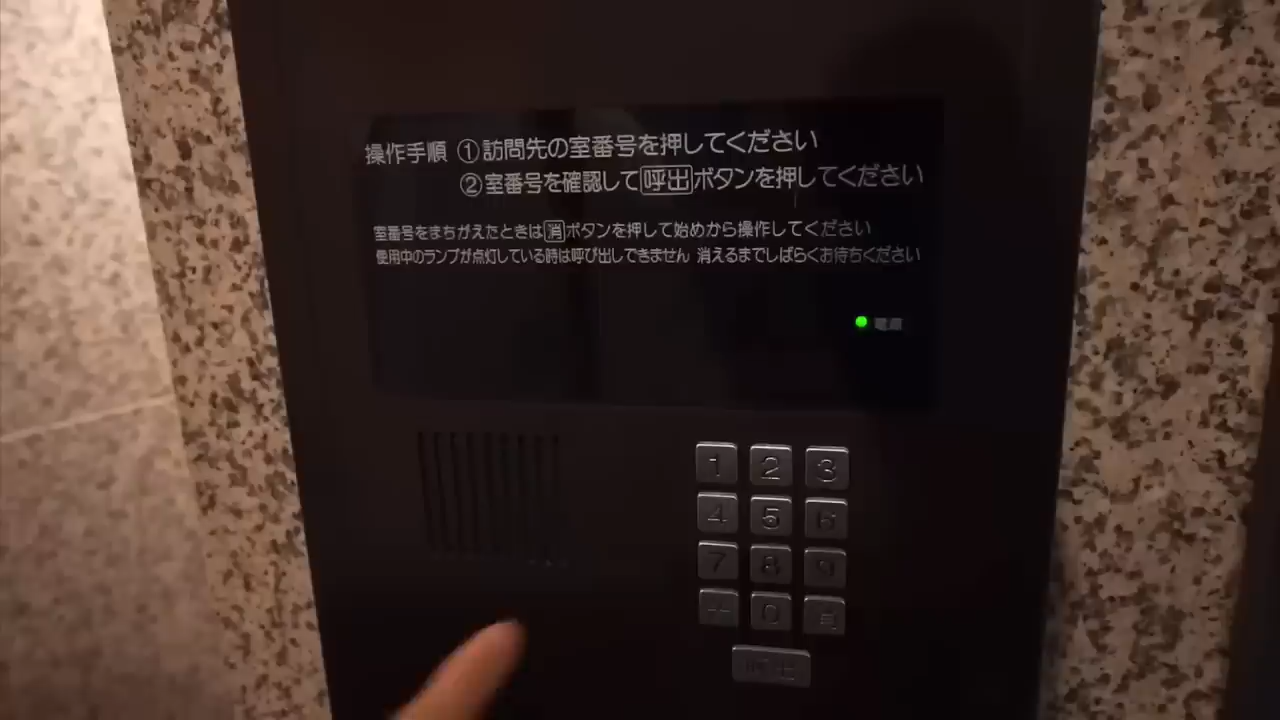 操作手順 ①訪問先の室番号を押してください
②室番号を確認して呼出ボタンを押してください
室番号をまちがえたときは消ボタンを押して始めから操作してください
使用中のランプが点灯している時は呼び出しできません 消えるまでしばらくお待ちください
電源
1 2 3
4 5 6
7 8 9
0
呼出